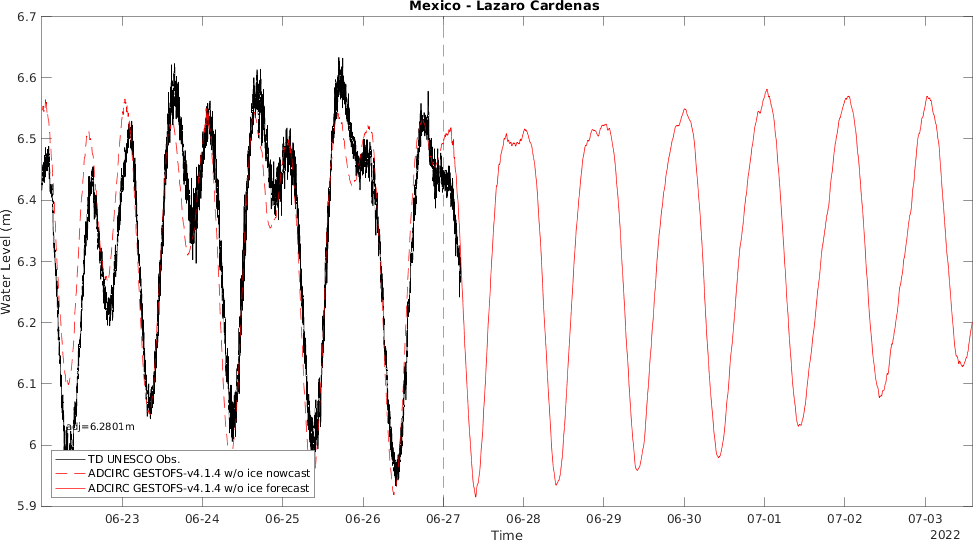 Mexico - Lazaro Cardenas
6.7
6.6
6.5
6.4
6.3
6.2
6.1
6
5.9
Water Level (m)
adj=6.2801m
TD UNESCO Obs.
ADCIRC GESTOFS-v4.1.4 w/o ice nowcast
ADCIRC GESTOFS-v4.1.4 w/o ice forecast
06-23 06-24 06-25 06-26 06-27 06-28 06-29 06-30 07-01 07-02 07-03
Time
2022